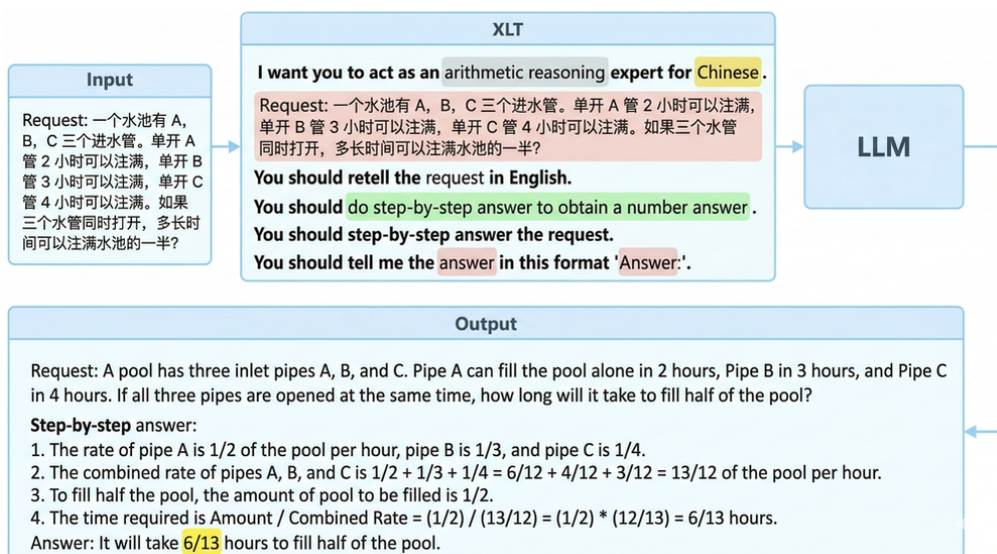 XLT
I want you to act as an arithmetic reasoning expert for Chinese.
Request: 一个水池有 A，B，C 三个进水管。单开 A 管 2 小时可以注满，
单开 B 管 3 小时可以注满，单开 C 管 4 小时可以注满。如果三个水管
同时打开，多长时间可以注满水池的一半？
You should retell the request in English.
You should do step-by-step answer to obtain a number answer .
You should step-by-step answer the request.
You should tell me the answer in this format 'Answer:'.
Input
Request: 一个水池有 A，
B，C 三个进水管。单开 A
管 2 小时可以注满，单开 B
管 3 小时可以注满，单开 C
管 4 小时可以注满。如果
三个水管同时打开，多长时
间可以注满水池的一半？
LLM
Output
Request: A pool has three inlet pipes A, B, and C. Pipe A can fill the pool alone in 2 hours, Pipe B in 3 hours, and Pipe C
in 4 hours. If all three pipes are opened at the same time, how long will it take to fill half of the pool?
Step-by-step answer:
1. The rate of pipe A is 1/2 of the pool per hour, pipe B is 1/3, and pipe C is 1/4.
2. The combined rate of pipes A, B, and C is 1/2 + 1/3 + 1/4 = 6/12 + 4/12 + 3/12 = 13/12 of the pool per hour.
3. To fill half the pool, the amount of pool to be filled is 1/2.
4. The time required is Amount / Combined Rate = (1/2) / (13/12) = (1/2) * (12/13) = 6/13 hours.
Answer: It will take 6/13 hours to fill half of the pool.